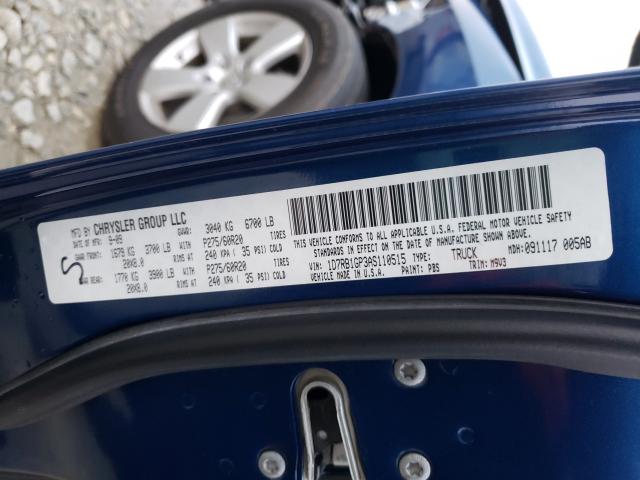 MFD BY CHRYSLER GROUP LLC
DATE OF MFR: 9-09 GVWR: 3040 KG 6700 LB
GAWR FRONT: 1679 KG 3700 LB WITH P275/60R20 TIRES
20X8.0 RIMS AT 240 KPA ( 35 PSI) COLD
GAWR REAR: 1770 KG 3900 LB WITH P275/60R20 TIRES
20X8.0 RIMS AT 240 KPA ( 35 PSI) COLD
THIS VEHICLE CONFORMS TO ALL APPLICABLE U.S.A. FEDERAL MOTOR VEHICLE SAFETY
STANDARDS IN EFFECT ON THE DATE OF MANUFACTURE SHOWN ABOVE.
VIN: 1D7RB1GP3AS110515 TYPE: TRUCK MDH: 091117 005AB
VEHICLE MADE IN U.S.A. PAINT: PBS TRIM: M9V3